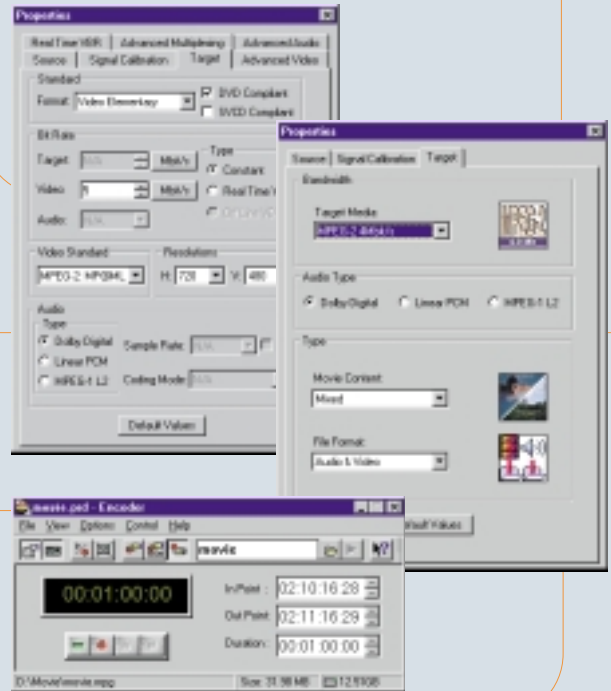 Properties
Real Time VBR Advanced Multiplexing Advanced Audio
Source Signal Calibration Target Advanced Video
Standard
Format: Video Elementary
DVD Compliant
SVCD Compliant
Bit Rate
Target: N/A Mbit/s
Video: Mbit/s
Audio: N/A
Type
Constant
Real Time
Video Standard
MPEG-2 MP@ML
Resolutions
H: 720 V: 480
Audio
Type
Dolby Digital
Linear PCM
MPEG-1 L2
Sample Rate: N/A
Coding Mode: N/A
Default Values
Properties
Source Signal Calibration Target
Bandwidth
Target Media
MPEG-2 4Mbit/s
Audio Type
Dolby Digital Linear PCM MPEG-1 L2
Type
Movie Content:
Mixed
File Format:
Audio & Video
Values
movie.prd - Encoder
File View Options Control Help
movie
00:01:00:00
In Point : 02:10:16:28
Out Point: 02:11:16:29
Duration: 00:01:00:00
D:\Movie\movie.mpg Size: 31.98 MB 12.91GB